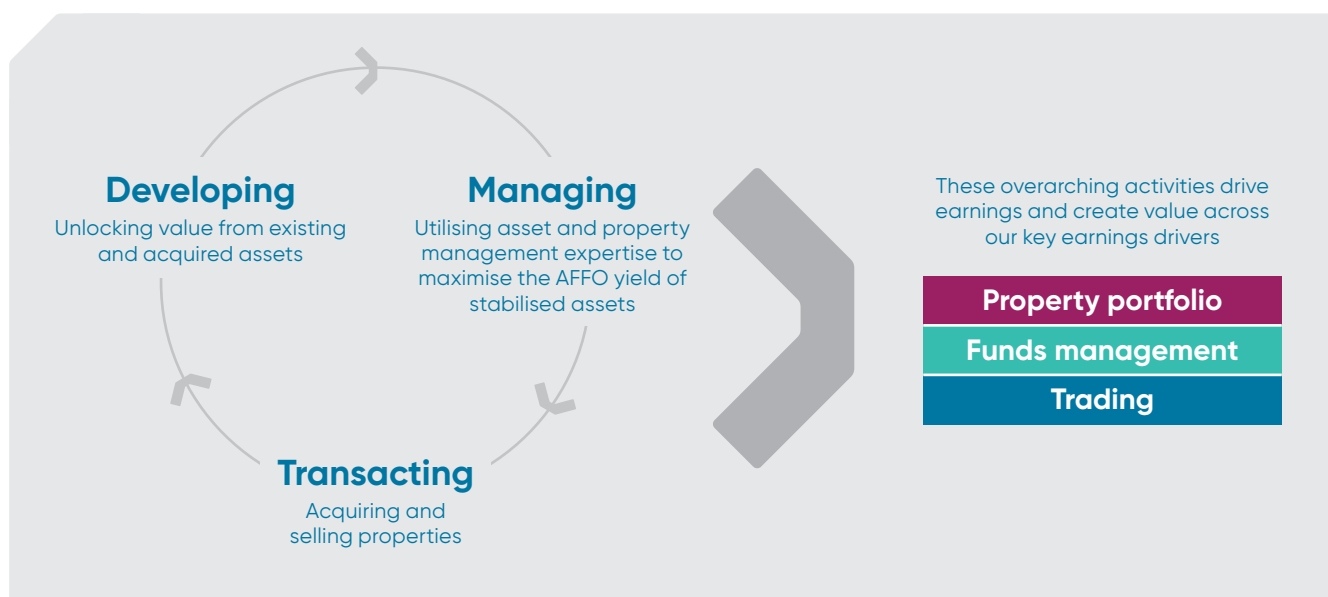 Developing
Unlocking value from existing
and acquired assets
Managing
Utilising asset and property
management expertise to
maximise the AFFO yield of
stabilised assets
Transacting
Acquiring and
selling properties
These overarching activities drive
earnings and create value across
our key earnings drivers
Property portfolio
Funds management
Trading